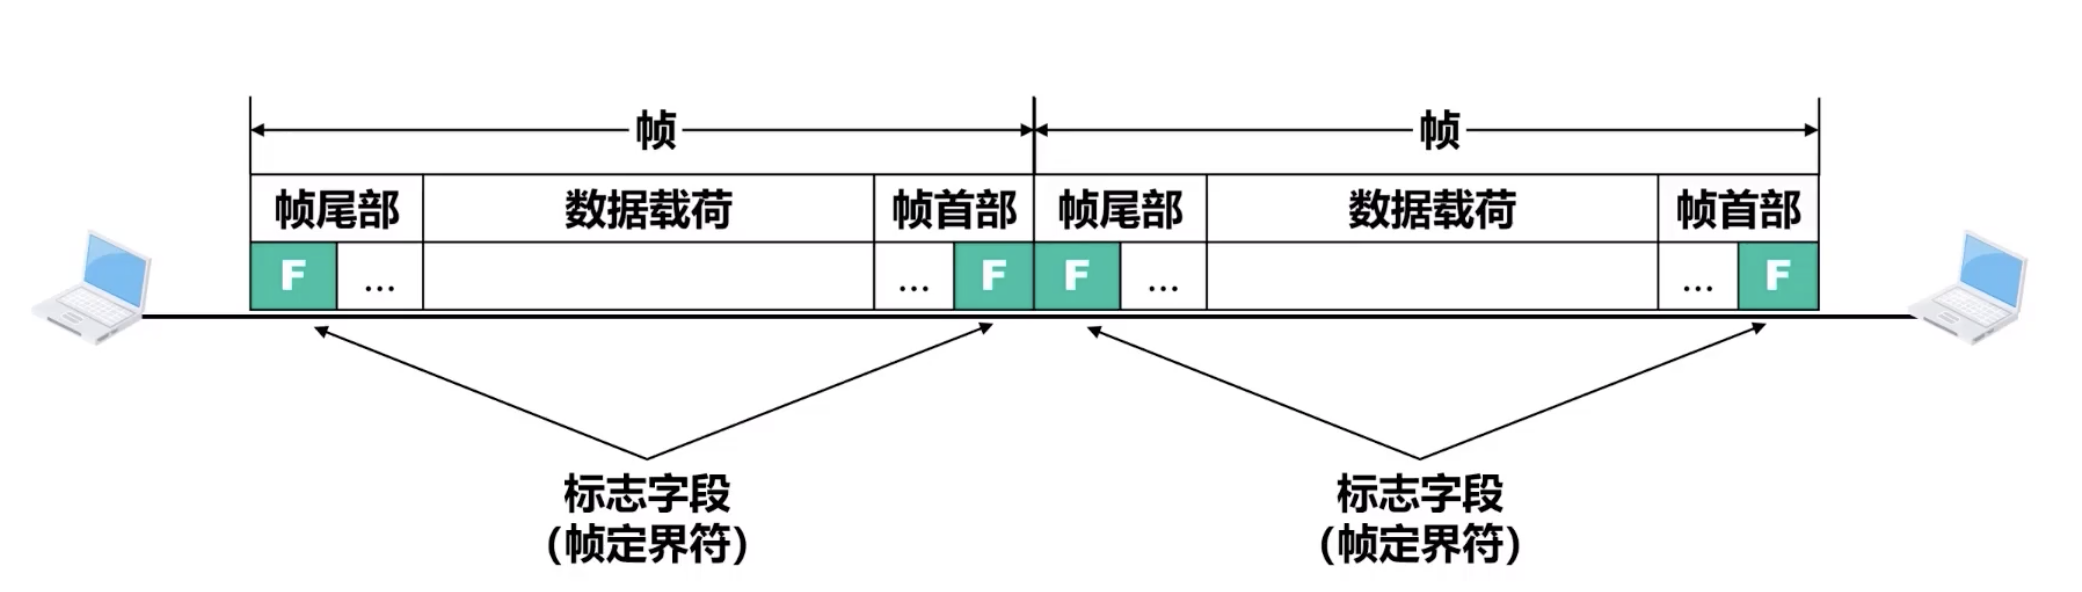 帧 帧
帧尾部 数据载荷 帧首部 帧尾部 数据载荷 帧首部
F ... ... F F ... ... F
标志字段 标志字段
(帧定界符) (帧定界符)